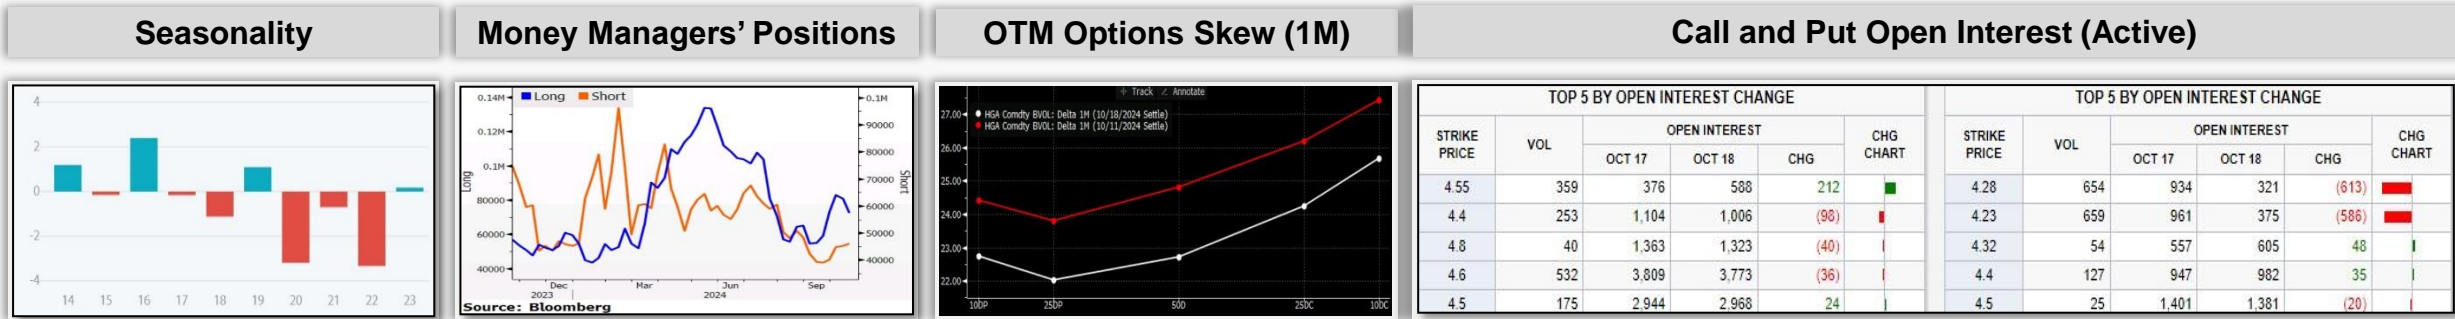 Seasonality
Money Managers' Positions
OTM Options Skew (1M)
Call and Put Open Interest (Active)
4
2
0
-2
-4
14 15 16 17 18 19 20 21 22 23
Long Short
0.14M
0.12M
0.1M
80000
60000
40000
Long
0.1M
90000
80000
70000
60000
50000
40000
Short
Dec Mar Jun Sep
2023 2024
Source: Bloomberg
Track Annotate
HGA Comdty BVOL: Delta 1M (10/18/2024 Settle)
HGA Comdty BVOL: Delta 1M (10/11/2024 Settle)
27.00
26.00
25.00
24.00
23.00
22.00
10DP 25DP 50D 25DC 10DC
TOP 5 BY OPEN INTEREST CHANGE
STRIKE PRICE VOL OPEN INTEREST CHG CHART
OCT 17 OCT 18 CHG
4.55 359 376 588 212
4.4 253 1,104 1,006 (98)
4.8 40 1,363 1,323 (40)
4.6 532 3,809 3,773 (36)
4.5 175 2,944 2,968 24
TOP 5 BY OPEN INTEREST CHANGE
STRIKE PRICE VOL OPEN INTEREST CHG CHART
OCT 17 OCT 18 CHG
4.28 654 934 321 (613)
4.23 659 961 375 (586)
4.32 54 557 605 48
4.4 127 947 982 35
4.5 25 1,401 1,381 (20)